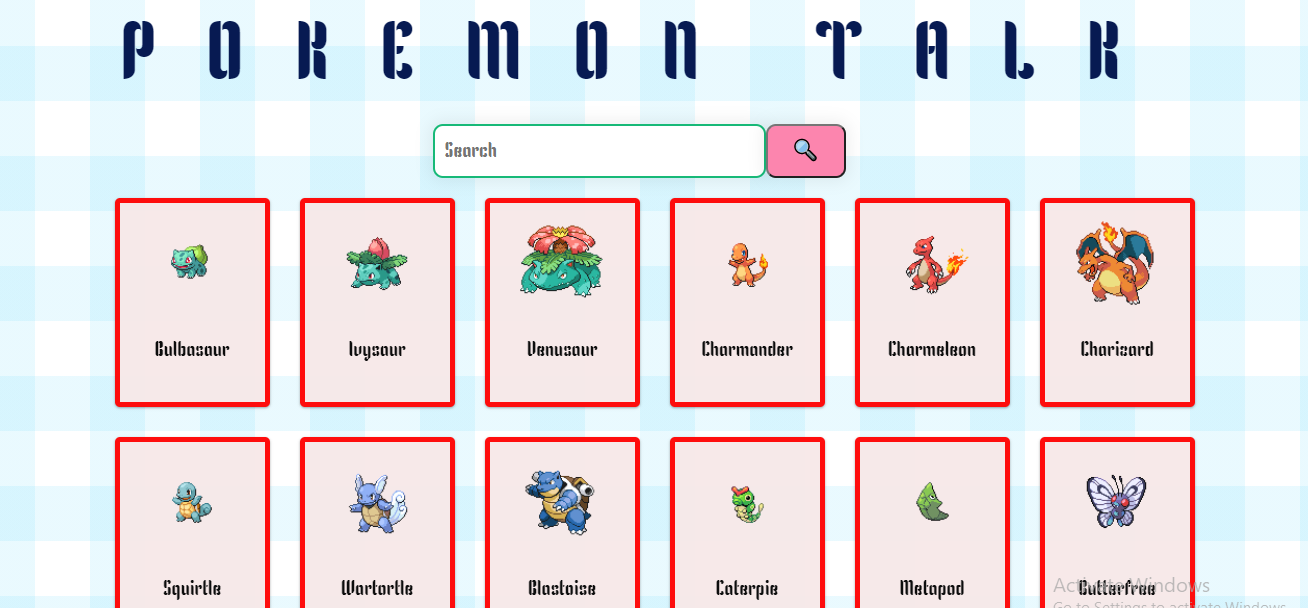 POKEMON TALK
Search
Bulbasaur Ivysaur Venusaur Charmander Charmeleon Charizard
Squirtle Wartortle Blastoise Caterpie Metapod Butterfree
Activate Windows
Go to Settings to activate Windows.